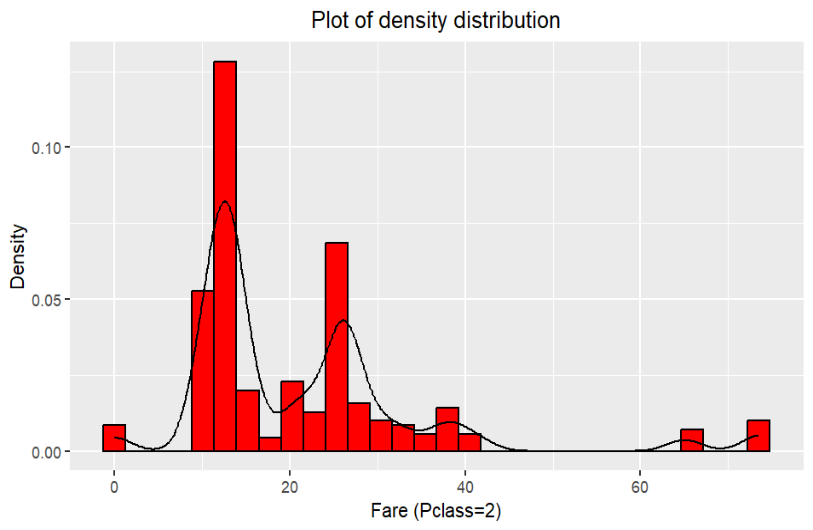 Plot of density distribution
0.10
0.05
0.00
Density
0 20 40 60
Fare (Pclass=2)